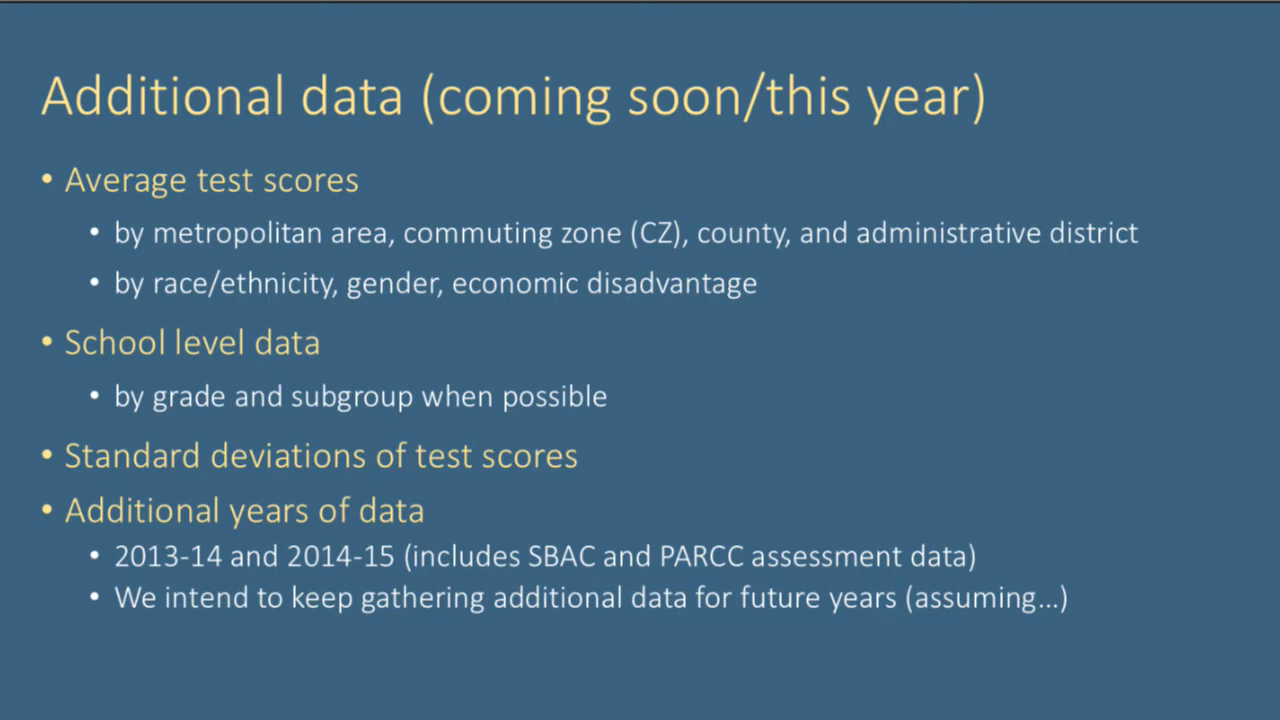 Additional data (coming soon/this year)
• Average test scores
• by metropolitan area, commuting zone (CZ), county, and administrative district
• by race/ethnicity, gender, economic disadvantage
• School level data
• by grade and subgroup when possible
• Standard deviations of test scores
• Additional years of data
• 2013-14 and 2014-15 (includes SBAC and PARCC assessment data)
• We intend to keep gathering additional data for future years (assuming…)